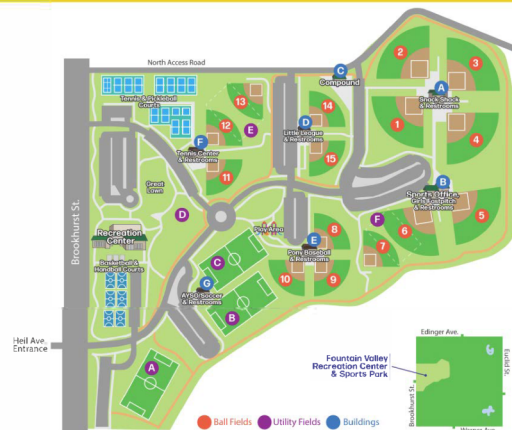 North Access Road
C
Compound
2
3
A
Snack Shack
& Restrooms
1
4
Tennis & Pickleball
Courts
13
14
12
E
D
Little League
& Restrooms
F
Tennis Center
& Restrooms
15
11
B
Sports Office,
Girls Fastpitch
& Restrooms
Great
Lawn
D
F
5
Play Area
8
6
Recreation
Center
E
Pony Baseball
& Restrooms
7
Basketball &
Handball Courts
C
10
9
G
AYSO/Soccer
& Restrooms
B
Brookhurst St.
Heil Ave.
Entrance
A
Edinger Ave.
Fountain Valley
Recreation Center
& Sports Park
Brookhurst St.
Euclid St.
Ball Fields
Utility Fields
Buildings